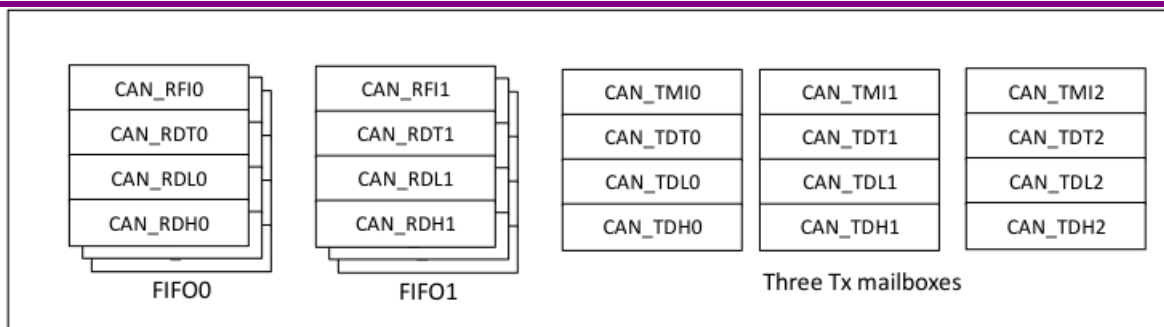 CAN_RFI0
CAN_RDT0
CAN_RDL0
CAN_RDH0
FIFO0
CAN_RFI1
CAN_RDT1
CAN_RDL1
CAN_RDH1
FIFO1
CAN_TMI0
CAN_TDT0
CAN_TDL0
CAN_TDH0
CAN_TMI1
CAN_TDT1
CAN_TDL1
CAN_TDH1
CAN_TMI2
CAN_TDT2
CAN_TDL2
CAN_TDH2
Three Tx mailboxes